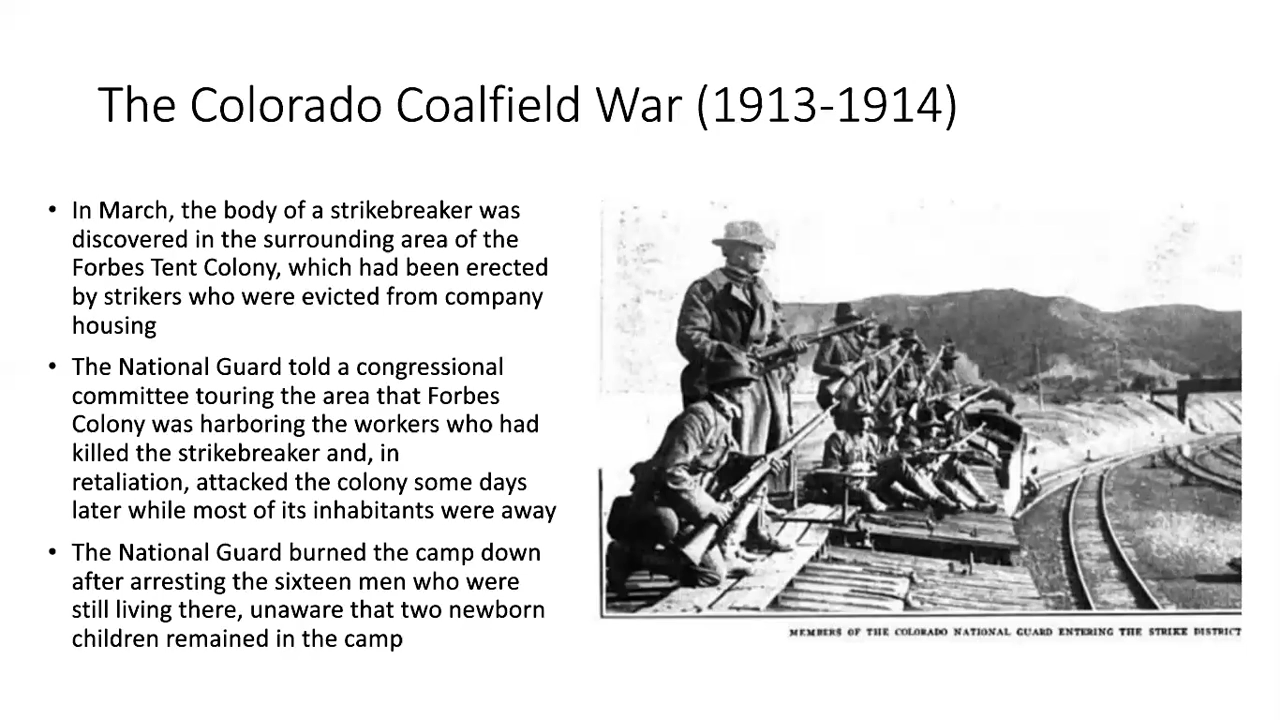 The Colorado Coalfield War (1913-1914)
• In March, the body of a strikebreaker was
discovered in the surrounding area of the
Forbes Tent Colony, which had been erected
by strikers who were evicted from company
housing
• The National Guard told a congressional
committee touring the area that Forbes
Colony was harboring the workers who had
killed the strikebreaker and, in
retaliation, attacked the colony some days
later while most of its inhabitants were away
• The National Guard burned the camp down
after arresting the sixteen men who were
still living there, unaware that two newborn
children remained in the camp
MEMBERS OF THE COLORADO NATIONAL GUARD ENTERING THE STRIKE DISTRICT